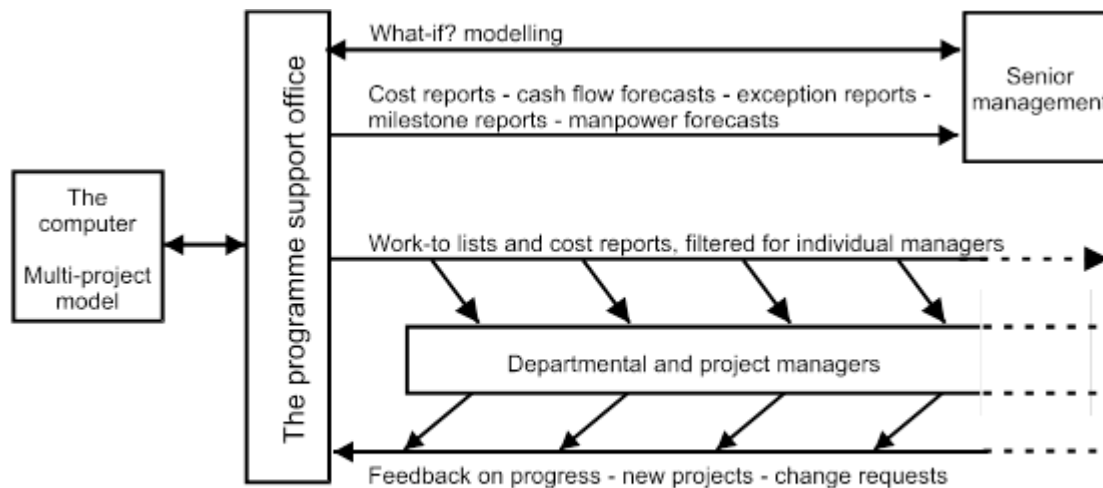 What-if? modelling
Senior
management
Cost reports - cash flow forecasts - exception reports -
milestone reports - manpower forecasts
The
computer
Multi-project
model
The programme support office
Work-to lists and cost reports, filtered for individual managers
Departmental and project managers
Feedback on progress - new projects - change requests